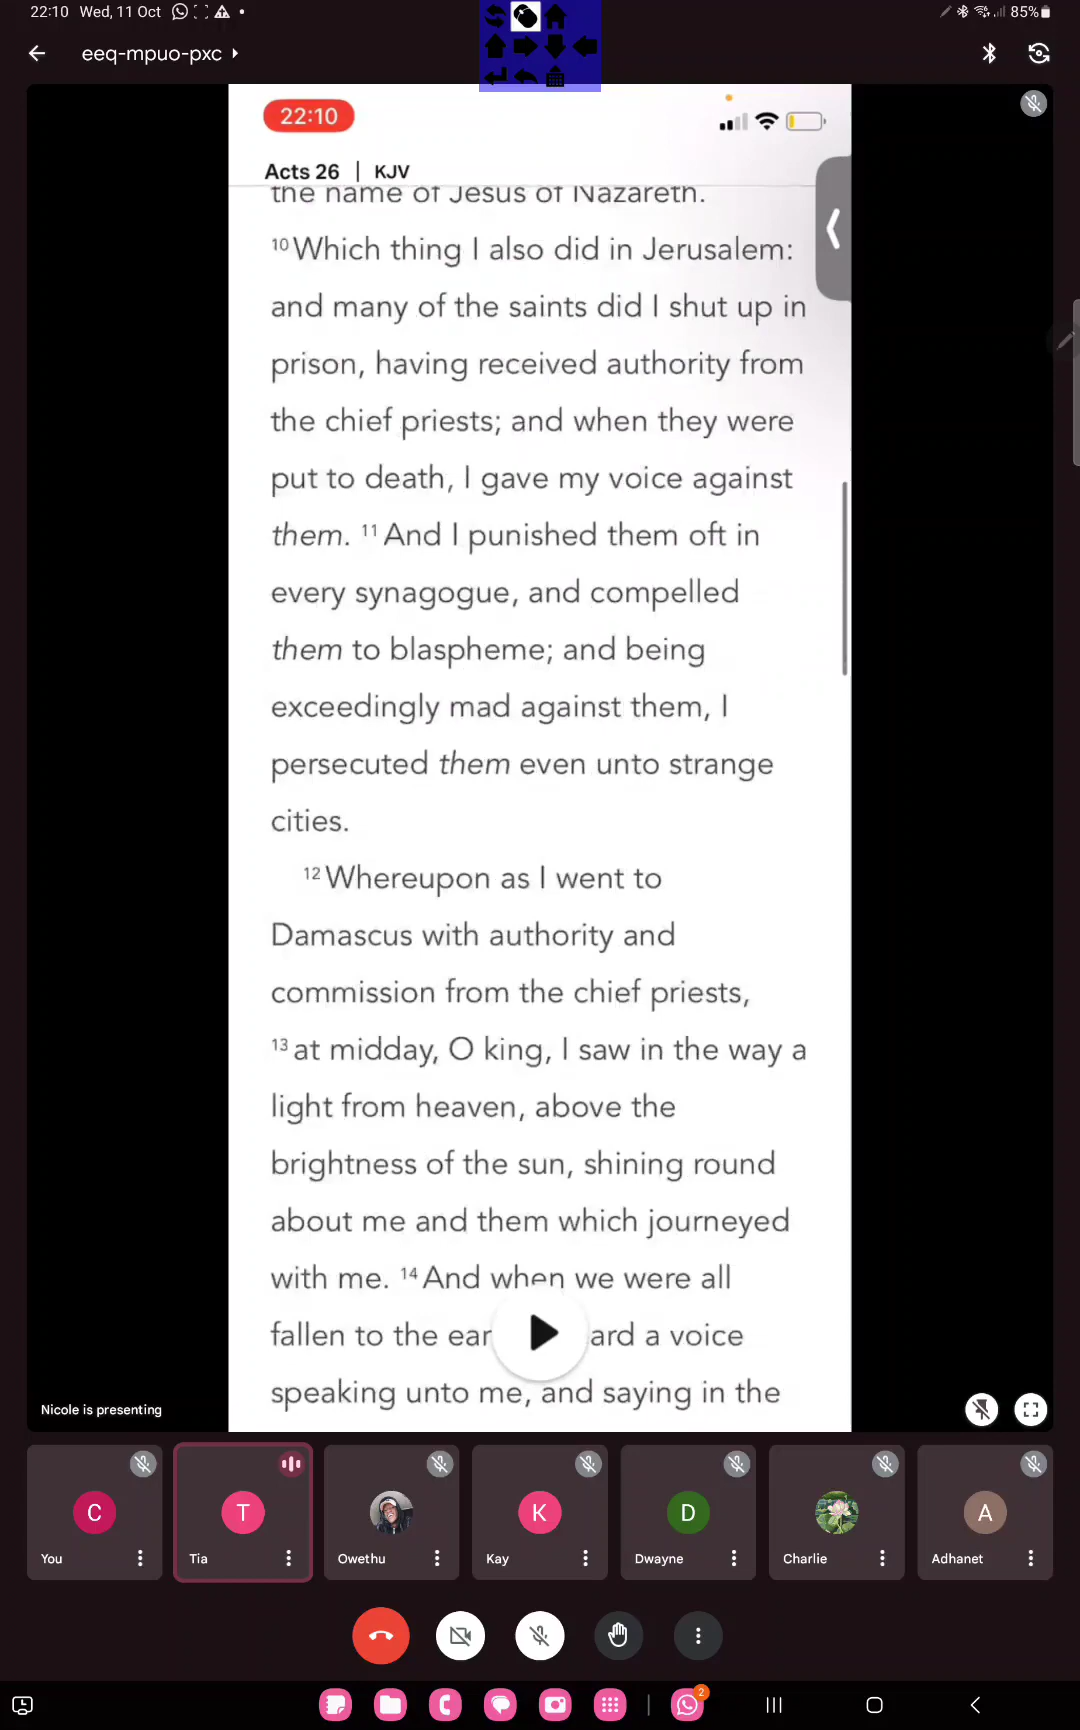 22:10 Wed, 11 Oct
85%
eeq-mpuo-pxc
22:10
Acts 26 | KJV
the name of Jesus of Nazareth.
10 Which thing I also did in Jerusalem:
and many of the saints did I shut up in
prison, having received authority from
the chief priests; and when they were
put to death, I gave my voice against
them. 11 And I punished them oft in
every synagogue, and compelled
them to blaspheme; and being
exceedingly mad against them, I
persecuted them even unto strange
cities.
12 Whereupon as I went to
Damascus with authority and
commission from the chief priests,
13 at midday, O king, I saw in the way a
light from heaven, above the
brightness of the sun, shining round
about me and them which journeyed
with me. 14 And when we were all
fallen to the ear ard a voice
speaking unto me, and saying in the
Nicole is presenting
C T K D A
You Tia Owethu Kay Dwayne Charlie Adhanet
2